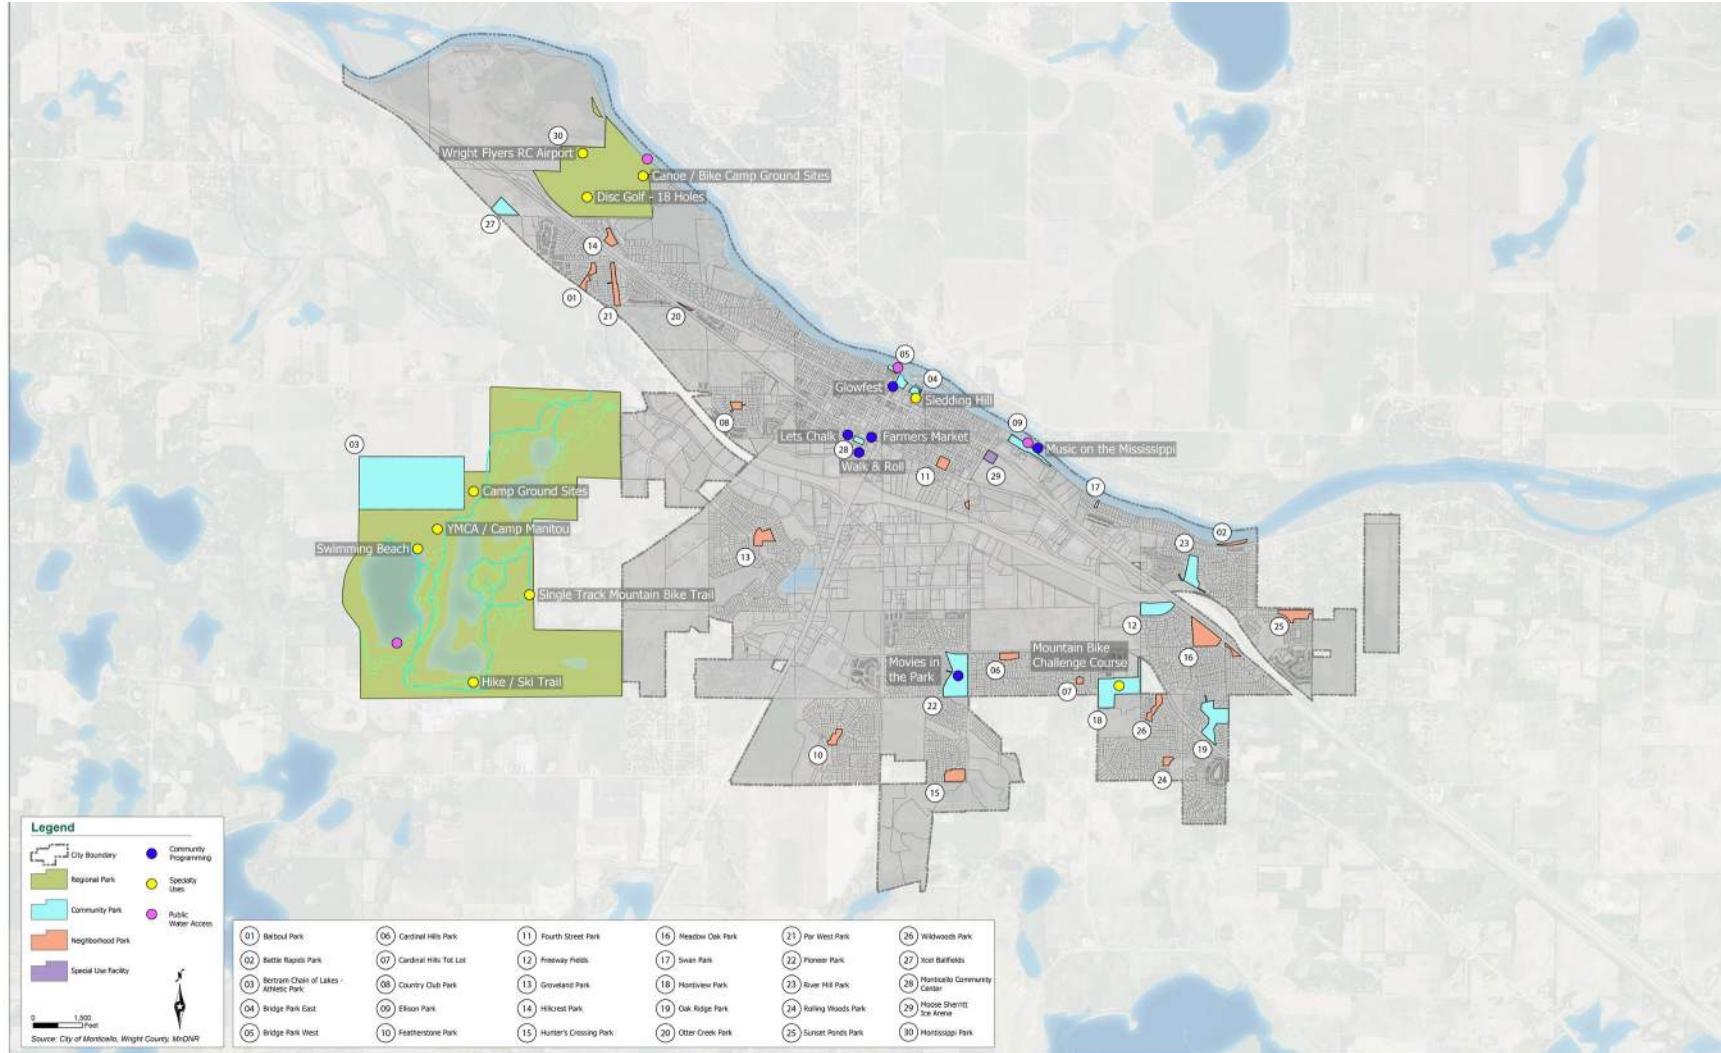 30
Wright Flyers RC Airport
Canoe / Bike Camp Ground Sites
Disc Golf - 18 Holes
27
14
01
21
20
05
04
Glowfest
Sledding Hill
08
Lets Chalk
Farmers Market
28
Walk & Roll
09
Music on the Mississippi
11
29
03
Camp Ground Sites
17
YMCA / Camp Manitou
Swimming Beach
02
13
23
Single Track Mountain Bike Trail
12
25
Movies in
the Park
06
Mountain Bike
Challenge Course
16
Hike / Ski Trail
07
22
18
26
10
19
24
15
Legend
City Boundary
Regional Park
Community Park
Neighborhood Park
Special Use Facility
Community
Programming
Specialty
Uses
Public
Water Access
0 1,500
Feet
Source: City of Monticello, Wright County, MnDNR
01 Balboul Park
02 Battle Rapids Park
03 Bertram Chain of Lakes -
Athletic Park
04 Bridge Park East
05 Bridge Park West
06 Cardinal Hills Park
07 Cardinal Hills Tot Lot
08 Country Club Park
09 Ellison Park
10 Featherstone Park
11 Fourth Street Park
12 Freeway Fields
13 Groveland Park
14 Hillcrest Park
15 Hunter's Crossing Park
16 Meadow Oak Park
17 Swan Park
18 Montiview Park
19 Oak Ridge Park
20 Otter Creek Park
21 Par West Park
22 Pioneer Park
23 River Mill Park
24 Rolling Woods Park
25 Sunset Ponds Park
26 Wildwoods Park
27 Xcel Ballfields
28 Monticello Community
Center
29 Moose Sherritt
Ice Arena
30 Montissippi Park